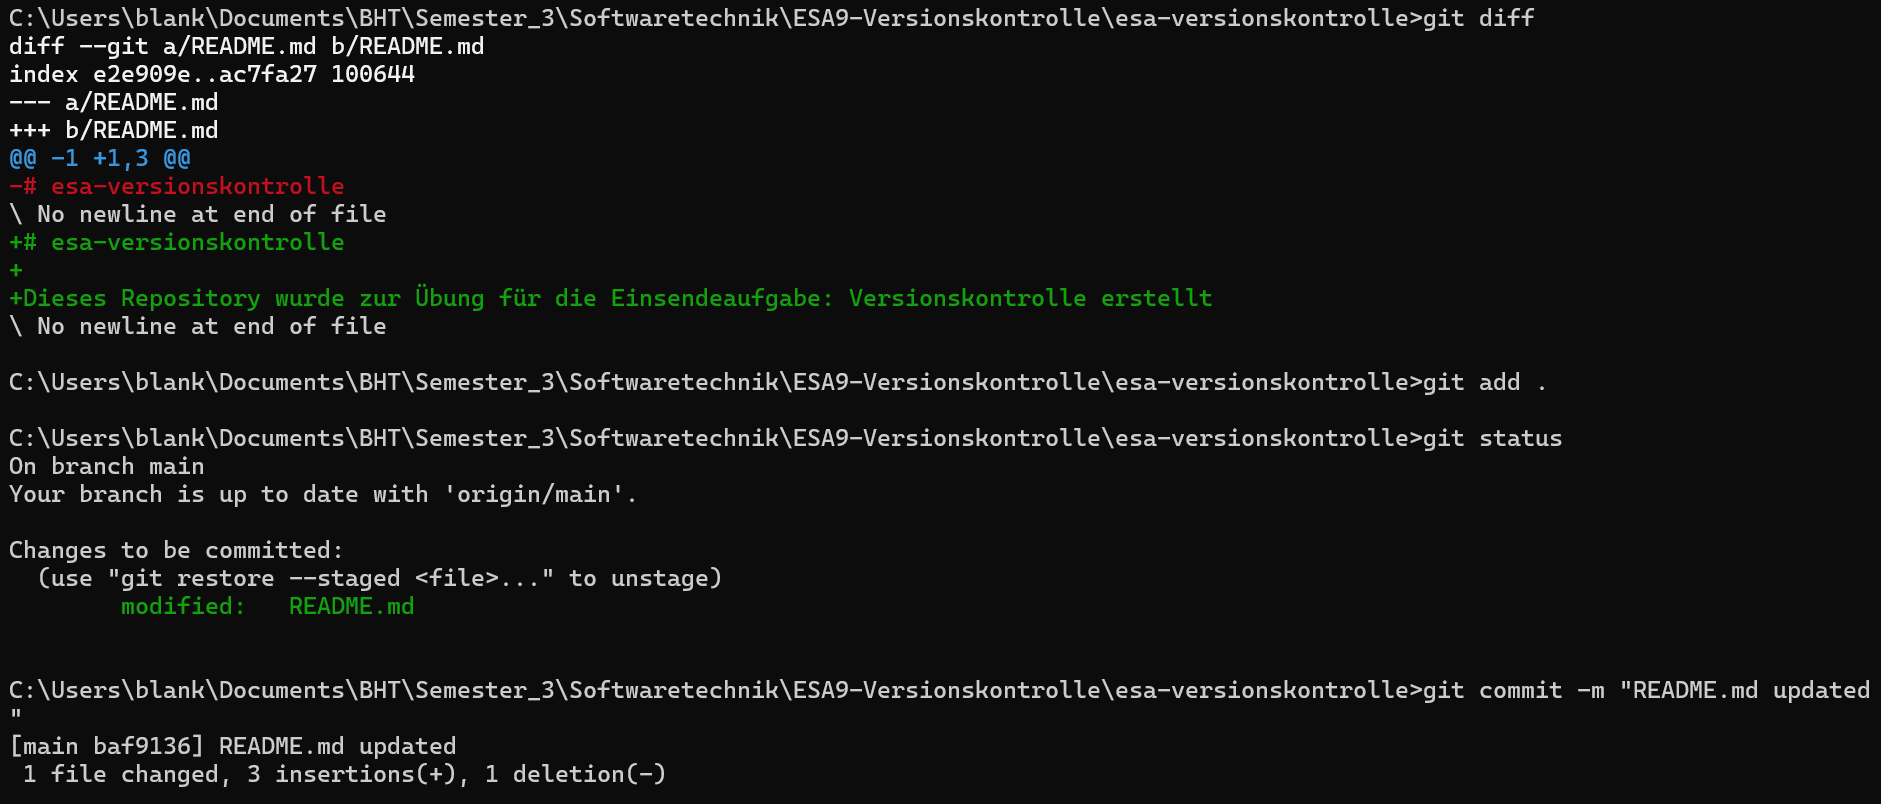 C:\Users\blank\Documents\BHT\Semester_3\Softwaretechnik\ESA9-Versionskontrolle\esa-versionskontrolle>git diff
diff --git a/README.md b/README.md
index e2e909e..ac7fa27 100644
--- a/README.md
+++ b/README.md
@@ -1 +1,3 @@
-# esa-versionskontrolle
\ No newline at end of file
+# esa-versionskontrolle
+
+Dieses Repository wurde zur Übung für die Einsendeaufgabe: Versionskontrolle erstellt
\ No newline at end of file
C:\Users\blank\Documents\BHT\Semester_3\Softwaretechnik\ESA9-Versionskontrolle\esa-versionskontrolle>git add .
C:\Users\blank\Documents\BHT\Semester_3\Softwaretechnik\ESA9-Versionskontrolle\esa-versionskontrolle>git status
On branch main
Your branch is up to date with 'origin/main'.
Changes to be committed:
  (use "git restore --staged <file>..." to unstage)
        modified:   README.md
C:\Users\blank\Documents\BHT\Semester_3\Softwaretechnik\ESA9-Versionskontrolle\esa-versionskontrolle>git commit -m "README.md updated
"
[main baf9136] README.md updated
 1 file changed, 3 insertions(+), 1 deletion(-)